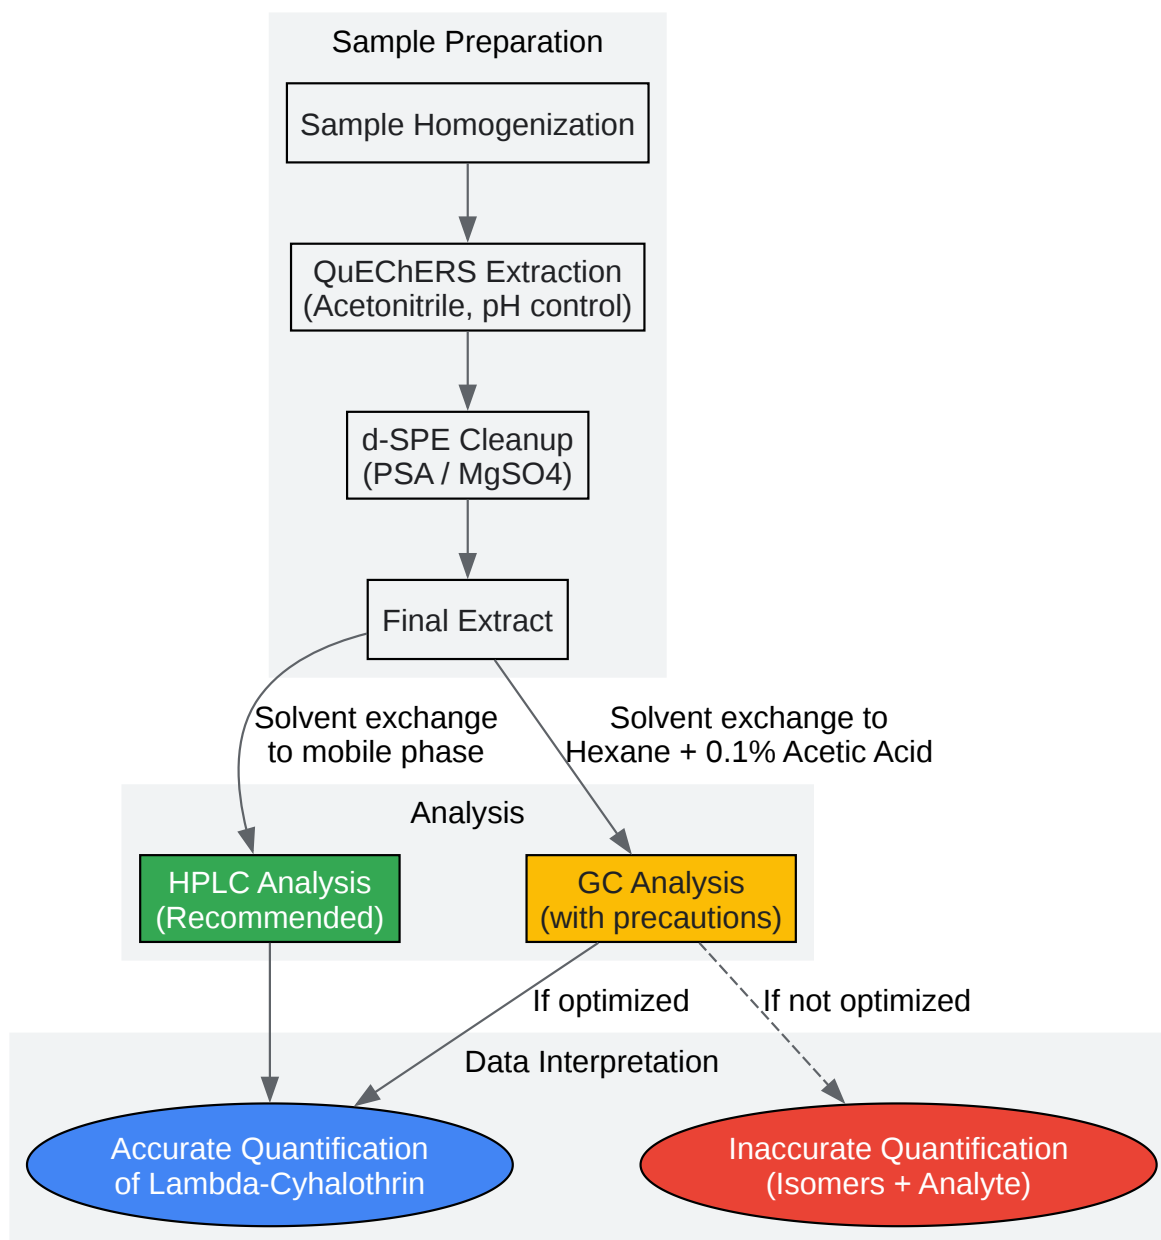 Sample Preparation
Sample Homogenization
QuEChERS Extraction
(Acetonitrile, pH control)
d-SPE Cleanup
(PSA / MgSO4)
Final Extract
Solvent exchange
to mobile phase
Solvent exchange to
Hexane + 0.1% Acetic Acid
Analysis
HPLC Analysis
(Recommended)
GC Analysis
(with precautions)
If optimized
If not optimized
Data Interpretation
Accurate Quantification
of Lambda-Cyhalothrin
Inaccurate Quantification
(Isomers + Analyte)